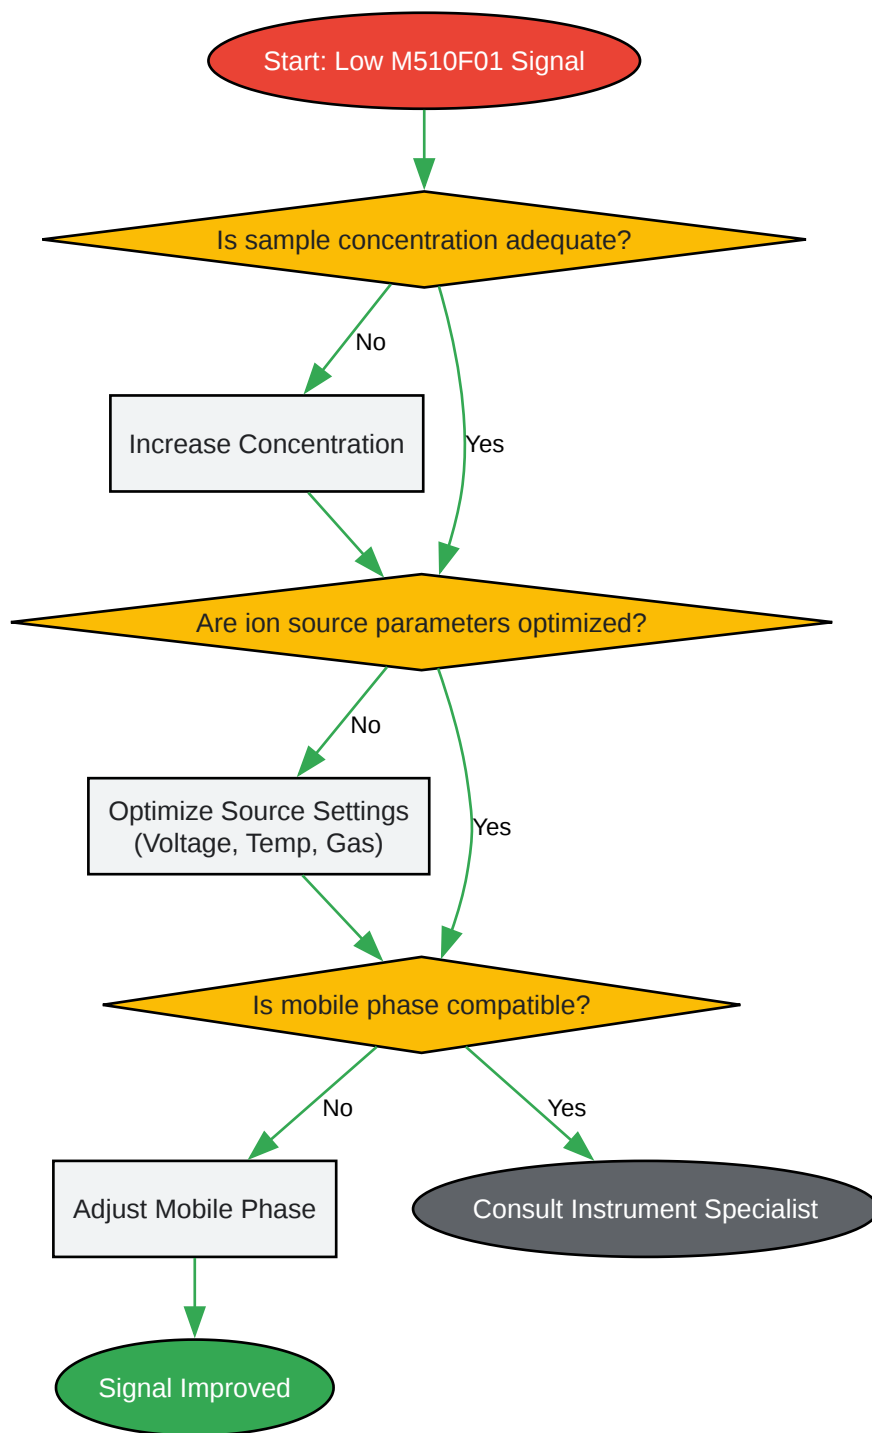 Start: Low M510F01 Signal
Is sample concentration adequate?
No
Increase Concentration
Yes
Are ion source parameters optimized?
No
Optimize Source Settings
(Voltage, Temp, Gas)
Yes
Is mobile phase compatible?
No
Yes
Adjust Mobile Phase
Consult Instrument Specialist
Signal Improved